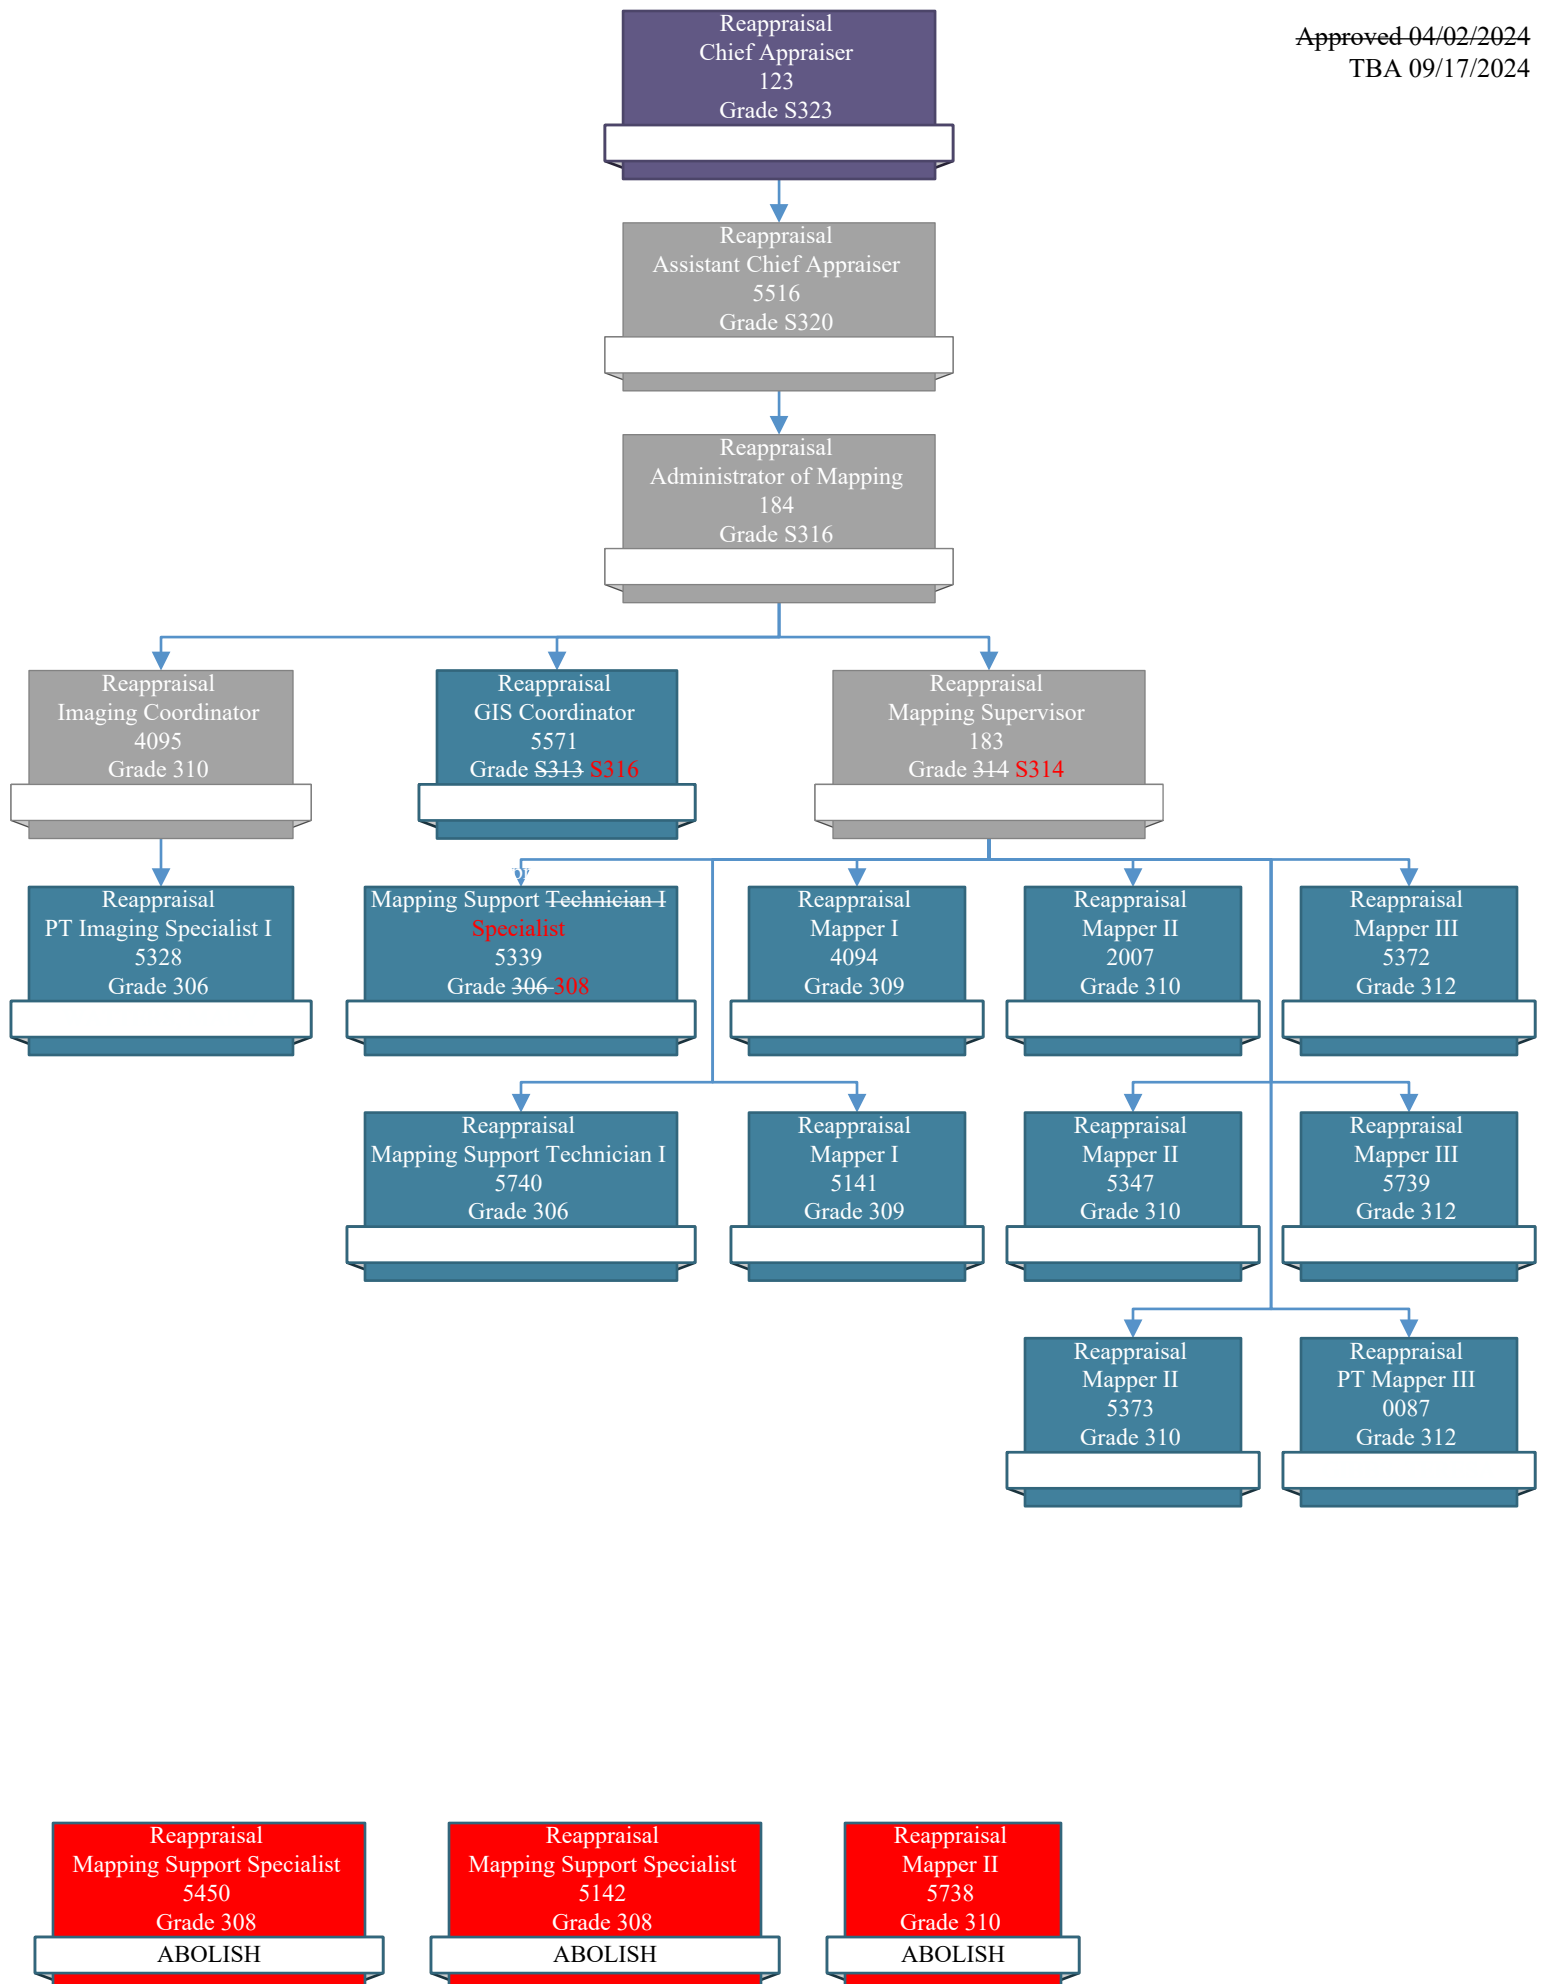 Approved 04/02/2024
TBA 09/17/2024
Reappraisal
Chief Appraiser
123
Grade S323
Reappraisal
Assistant Chief Appraiser
5516
Grade S320
Reappraisal
Administrator of Mapping
184
Grade S316
Reappraisal
Imaging Coordinator
4095
Grade 310
Reappraisal
GIS Coordinator
5571
Grade S313 S316
Reappraisal
Mapping Supervisor
183
Grade 314 S314
Reappraisal
PT Imaging Specialist I
5328
Grade 306
Mapping Support Technician I
Specialist
5339
Grade 306 308
Reappraisal
Mapper I
4094
Grade 309
Reappraisal
Mapper II
2007
Grade 310
Reappraisal
Mapper III
5372
Grade 312
Reappraisal
Mapping Support Technician I
5740
Grade 306
Reappraisal
Mapper I
5141
Grade 309
Reappraisal
Mapper II
5347
Grade 310
Reappraisal
Mapper III
5739
Grade 312
Reappraisal
Mapper II
5373
Grade 310
Reappraisal
PT Mapper III
0087
Grade 312
Reappraisal
Mapping Support Specialist
5450
Grade 308
ABOLISH
Reappraisal
Mapping Support Specialist
5142
Grade 308
ABOLISH
Reappraisal
Mapper II
5738
Grade 310
ABOLISH